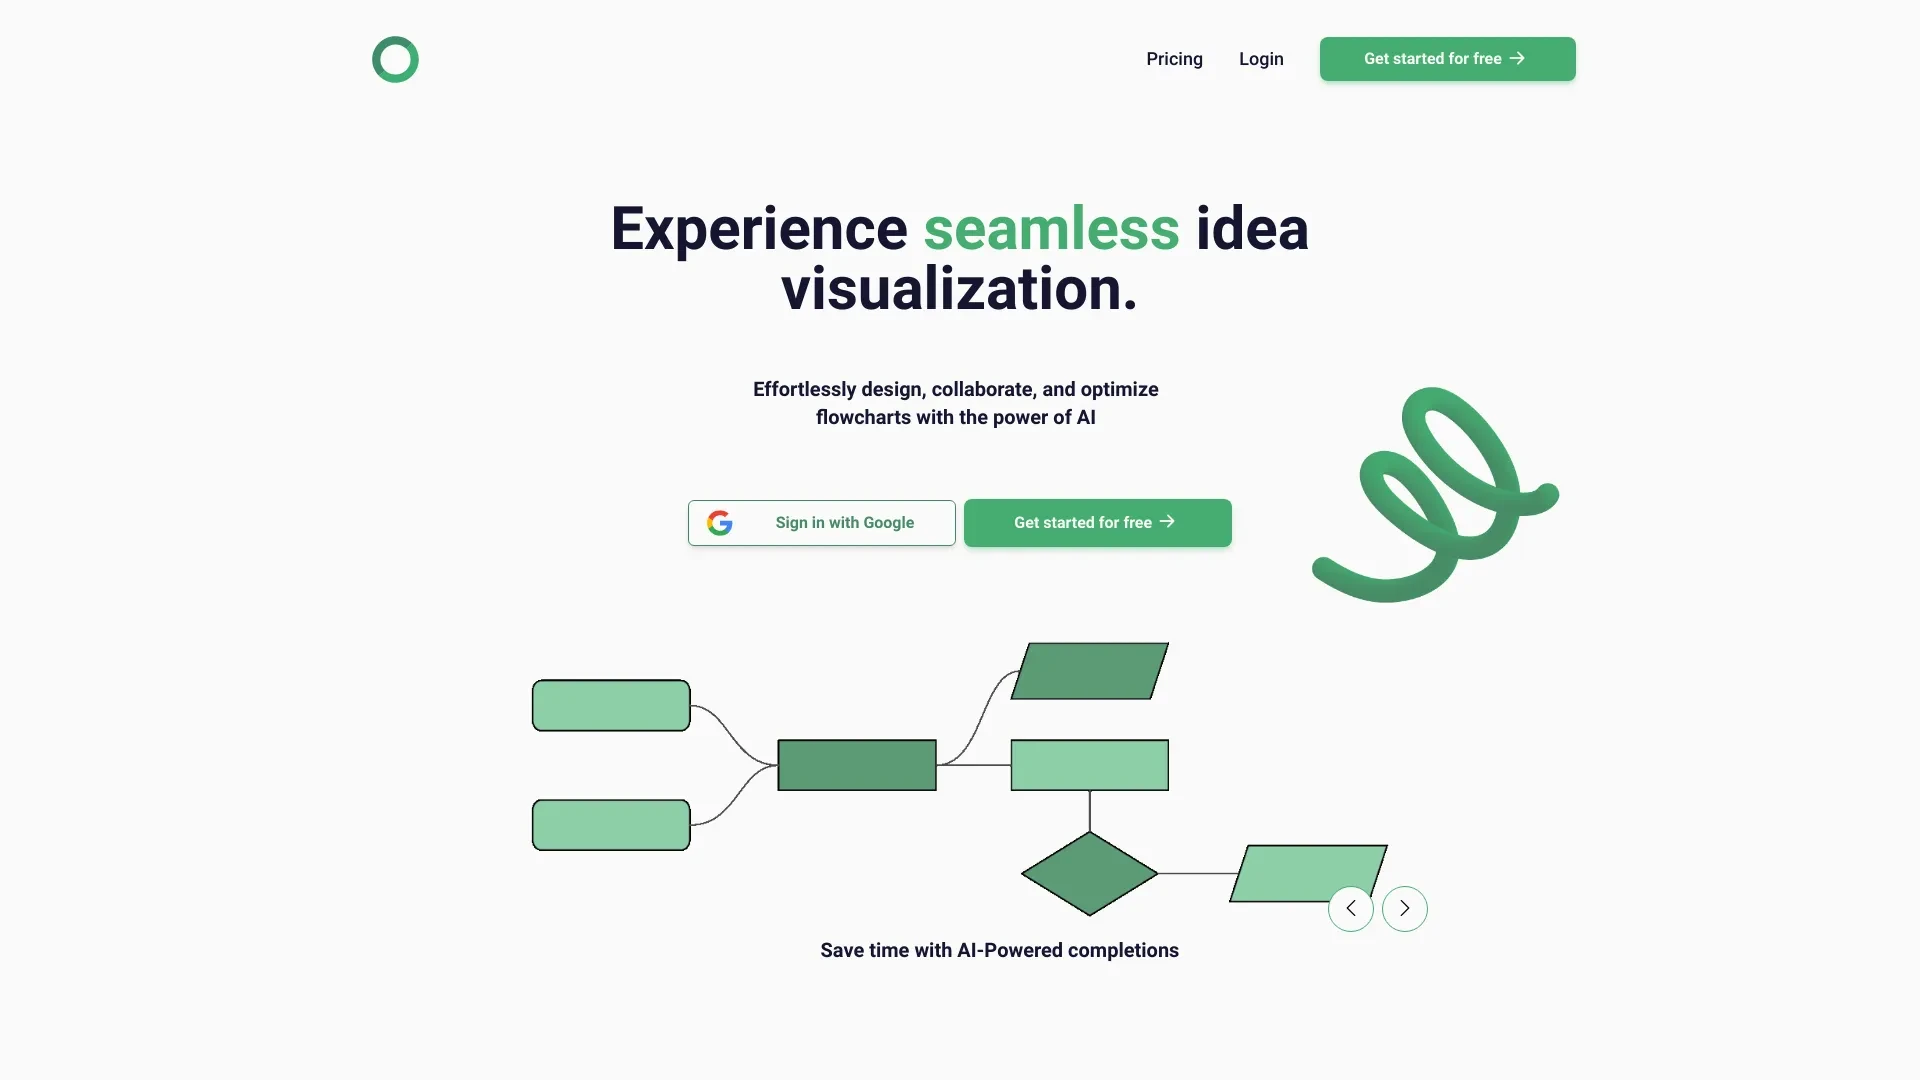 Pricing
Login
Get started for free
Experience seamless idea
visualization.
Effortlessly design, collaborate, and optimize
flowcharts with the power of AI
Sign in with Google
Get started for free
Save time with AI-Powered completions